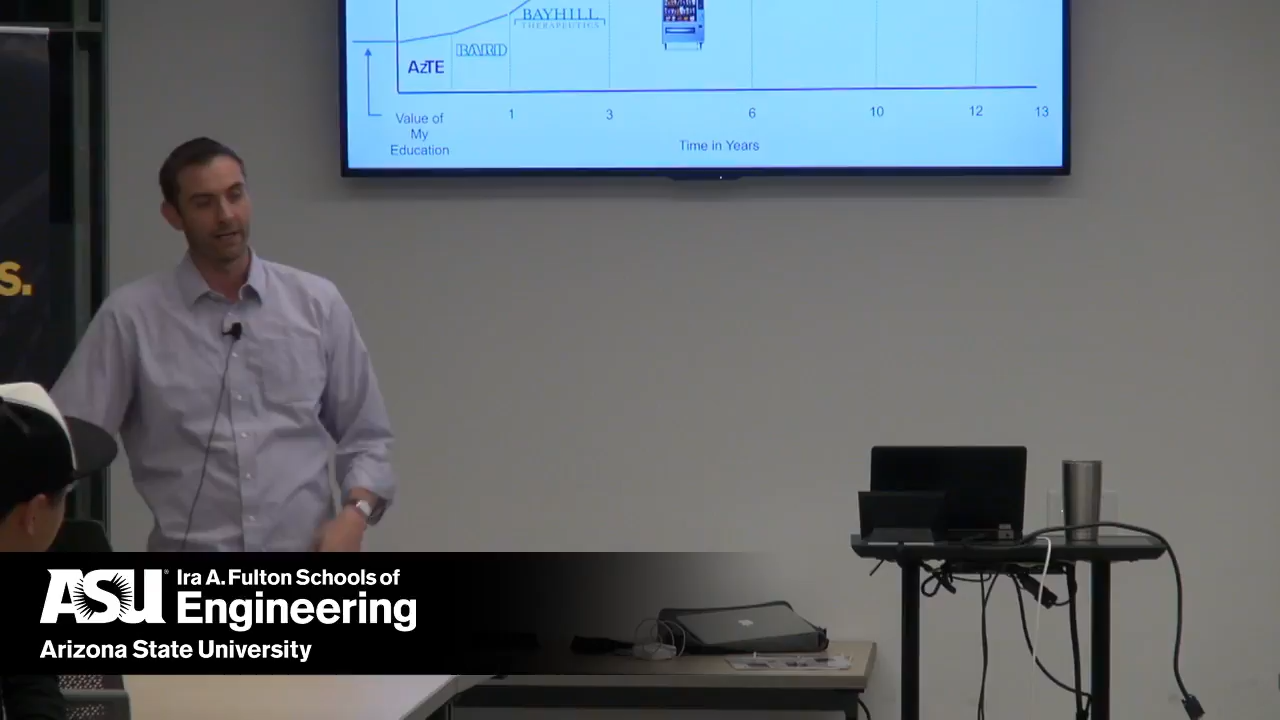 BAYHILL
THERAPEUTICS
BARD
AzTE
Value of
My
Education
1
3
6
10
12
13
Time in Years
s.
ASU Ira A. Fulton Schools of
Engineering
Arizona State University